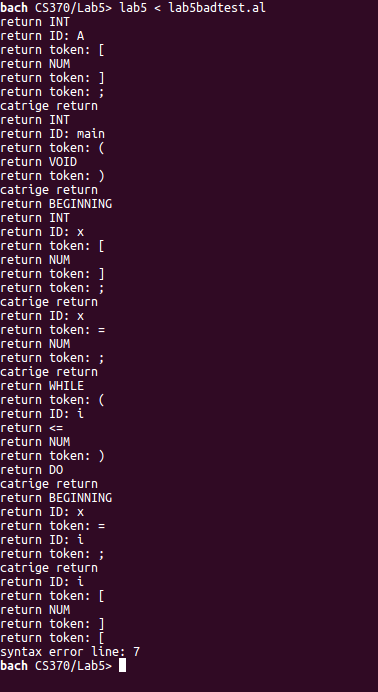 bach CS370/Lab5> lab5 < lab5badtest.al
return INT
return ID: A
return token: [
return NUM
return token: ]
return token: ;
catrige return
return INT
return ID: main
return token: (
return VOID
return token: )
catrige return
return BEGINNING
return INT
return ID: x
return token: [
return NUM
return token: ]
return token: ;
catrige return
return ID: x
return token: =
return NUM
return token: ;
catrige return
return WHILE
return token: (
return ID: i
return <=
return NUM
return token: )
return DO
catrige return
return BEGINNING
return ID: x
return token: =
return ID: i
return token: ;
catrige return
return ID: i
return token: [
return NUM
return token: ]
return token: [
syntax error line: 7
bach CS370/Lab5>